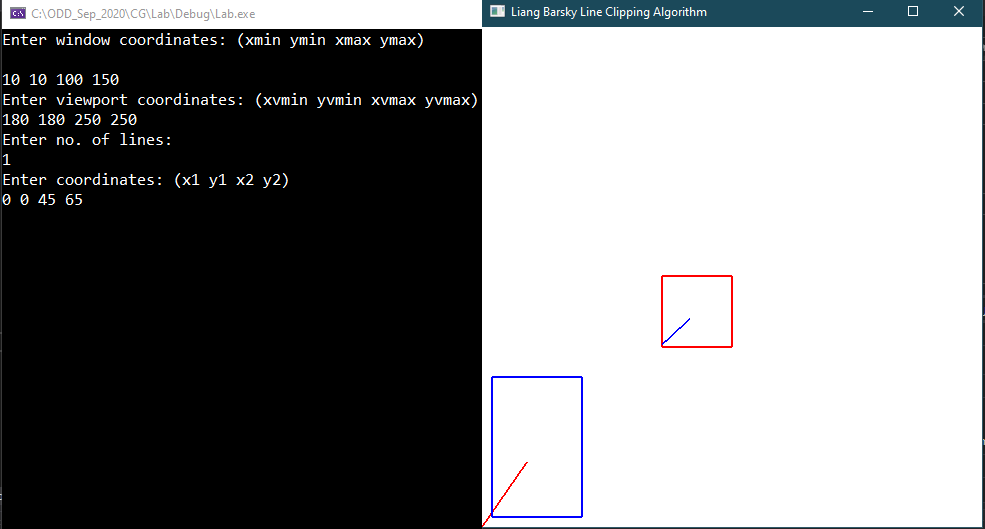 C:\ODD_Sep_2020\CG\Lab\Debug\Lab.exe
Enter window coordinates: (xmin ymin xmax ymax)
10 10 100 150
Enter viewport coordinates: (xvmin yvmin xvmax yvmax)
180 180 250 250
Enter no. of lines:
1
Enter coordinates: (x1 y1 x2 y2)
0 0 45 65
Liang Barsky Line Clipping Algorithm